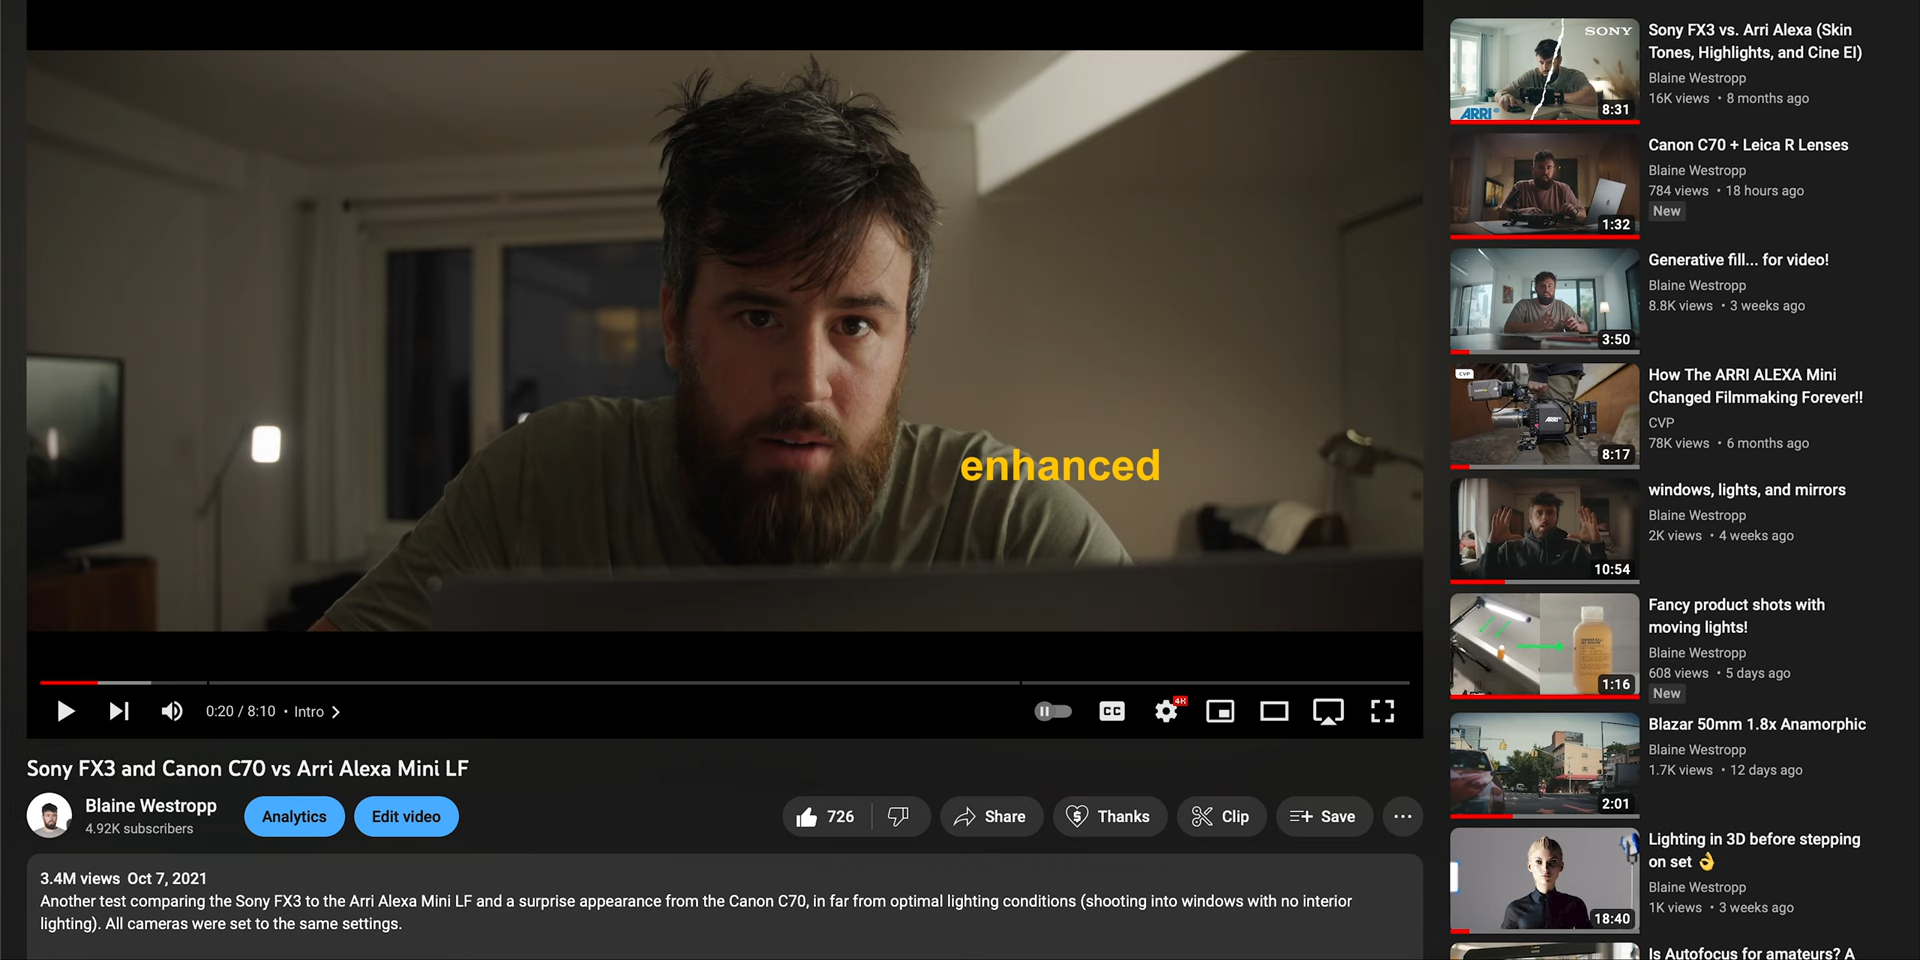 enhanced
0:20 / 8:10 • Intro
CC
4K
Sony FX3 and Canon C70 vs Arri Alexa Mini LF
Blaine Westropp
4.92K subscribers
Analytics
Edit video
726
Share
Thanks
Clip
Save
3.4M views Oct 7, 2021
Another test comparing the Sony FX3 to the Arri Alexa Mini LF and a surprise appearance from the Canon C70, in far from optimal lighting conditions (shooting into windows with no interior
lighting). All cameras were set to the same settings.
SONY
ARRI
8:31
Sony FX3 vs. Arri Alexa (Skin
Tones, Highlights, and Cine EI)
Blaine Westropp
16K views • 8 months ago
1:32
Canon C70 + Leica R Lenses
Blaine Westropp
784 views • 18 hours ago
New
3:50
Generative fill... for video!
Blaine Westropp
8.8K views • 3 weeks ago
CVP
ARRI
8:17
How The ARRI ALEXA Mini
Changed Filmmaking Forever!!
CVP
78K views • 6 months ago
10:54
windows, lights, and mirrors
Blaine Westropp
2K views • 4 weeks ago
1:16
Fancy product shots with
moving lights!
Blaine Westropp
608 views • 5 days ago
New
2:01
Blazar 50mm 1.8x Anamorphic
Blaine Westropp
1.7K views • 12 days ago
18:40
Lighting in 3D before stepping
on set 👌
Blaine Westropp
1K views • 3 weeks ago
Is Autofocus for amateurs? A